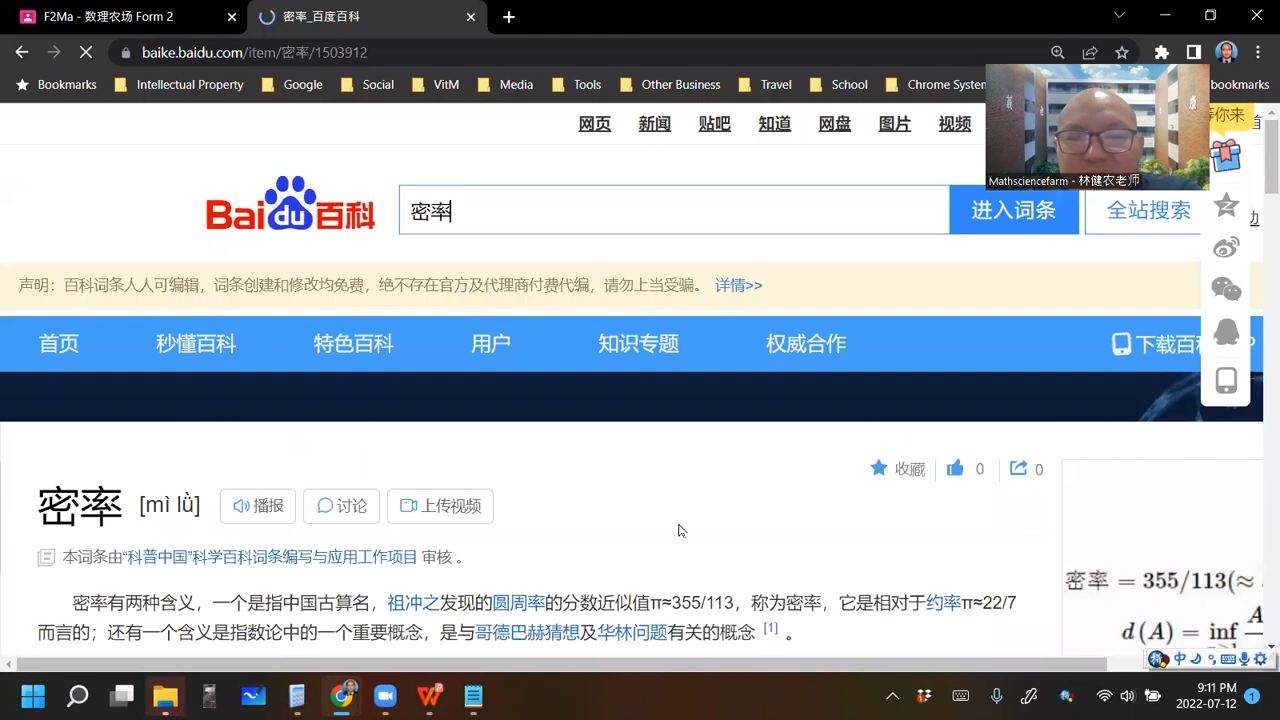 F2Ma - 数理农场 Form 2
密率_百度百科
baike.baidu.com/item/密率/1503912
Bookmarks
Intellectual Property
Google
Social
VitM
Media
Tools
Other Business
Travel
School
Chrome System
bookmarks
网页
新闻
贴吧
知道
网盘
图片
视频
等你来
Mathsciencefarm - 林健农老师
Baidu百科
密率
进入词条
全站搜索
声明：百科词条人人可编辑，词条创建和修改均免费，绝不存在官方及代理商付费代编，请勿上当受骗。 详情>>
首页
秒懂百科
特色百科
用户
知识专题
权威合作
下载百科
P
收藏
0
0
密率
[mì lǜ]
播报
讨论
上传视频
本词条由“科普中国”科学百科词条编写与应用工作项目 审核 。
密率有两种含义，一个是指中国古算名，祖冲之发现的圆周率的分数近似值π≈355/113，称为密率，它是相对于约率π≈22/7
而言的；还有一个含义是指数论中的一个重要概念，是与哥德巴赫猜想及华林问题有关的概念 [1] 。
密率 = 355/113(≈
d(A) = inf A
中
9:11 PM
2022-07-12
1